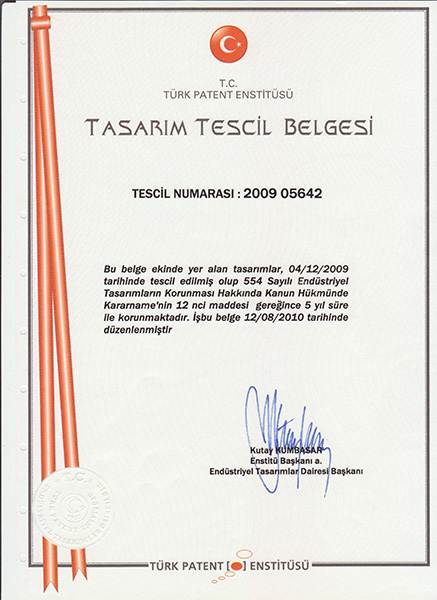 T.C.
TÜRK PATENT ENSTİTÜSÜ
TASARIM TESCİL BELGESİ
TESCİL NUMARASI : 2009 05642
Bu belge ekinde yer alan tasarımlar, 04/12/2009
tarihinde tescil edilmiş olup 554 Sayılı Endüstriyel
Tasarımların Korunması Hakkında Kanun Hükmünde
Kararname'nin 12 nci maddesi gereğince 5 yıl süre
ile korunmaktadır. İşbu belge 12/08/2010 tarihinde
düzenlenmiştir
Kutay KUMBASAR
Enstitü Başkanı a.
Endüstriyel Tasarımlar Dairesi Başkanı
TÜRK PATENT ENSTİTÜSÜ